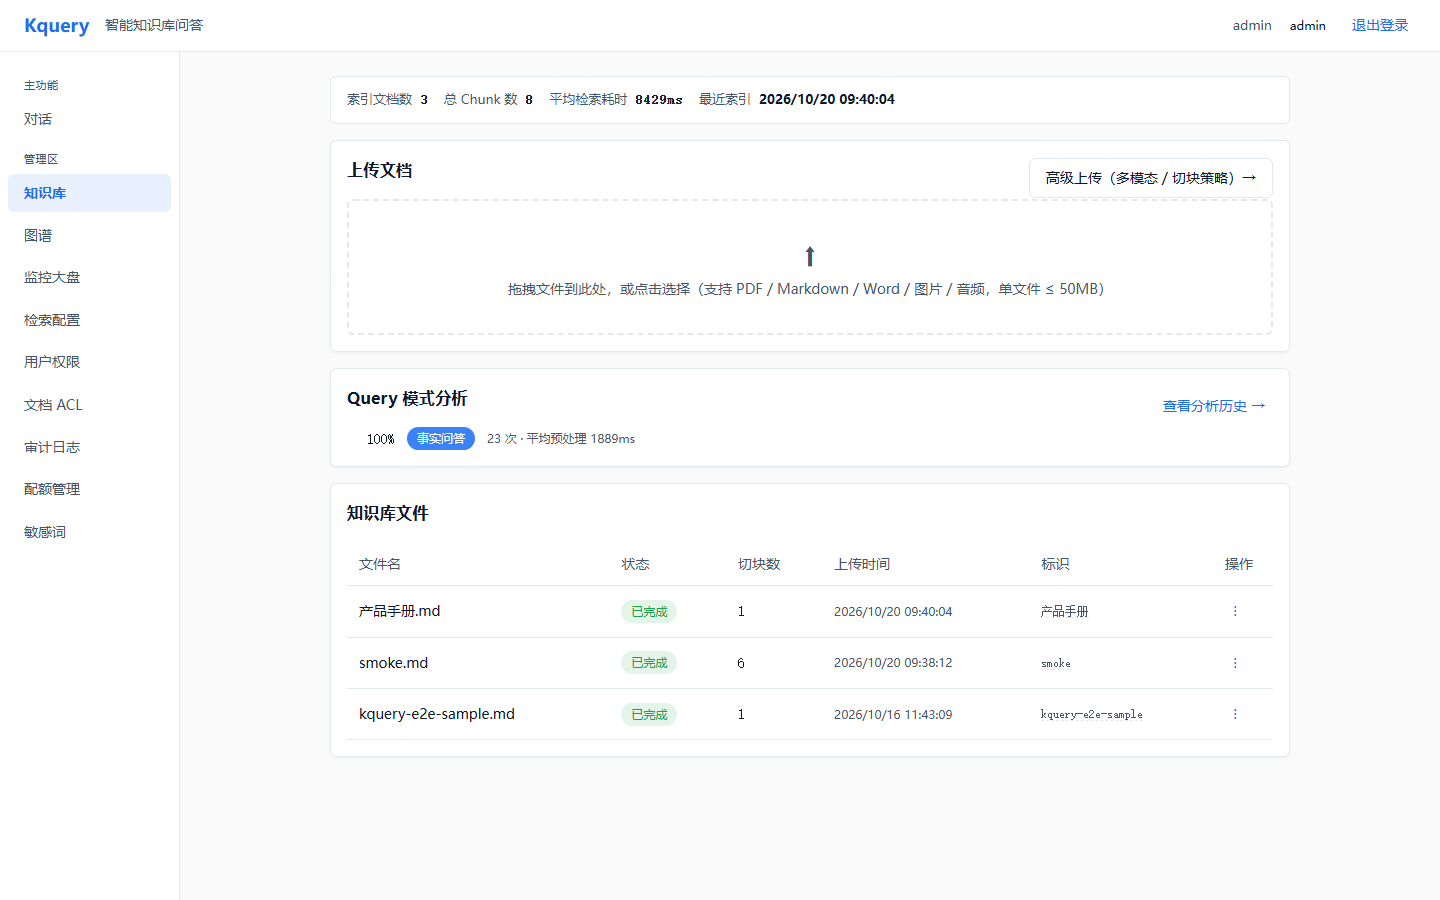 Kquery 智能知识库问答 admin admin 退出登录
主功能
对话
管理区
知识库
图谱
监控大盘
检索配置
用户权限
文档 ACL
审计日志
配额管理
敏感词
索引文档数 3 总 Chunk 数 8 平均检索耗时 8429ms 最近索引 2026/10/20 09:40:04
上传文档
高级上传（多模态 / 切块策略）→
拖拽文件到此处，或点击选择（支持 PDF / Markdown / Word / 图片 / 音频，单文件 ≤ 50MB）
Query 模式分析
查看分析历史 →
100% 事实问答 23 次 · 平均预处理 1889ms
知识库文件
文件名 状态 切块数 上传时间 标识 操作
产品手册.md 已完成 1 2026/10/20 09:40:04 产品手册
smoke.md 已完成 6 2026/10/20 09:38:12 smoke
kquery-e2e-sample.md 已完成 1 2026/10/16 11:43:09 kquery-e2e-sample